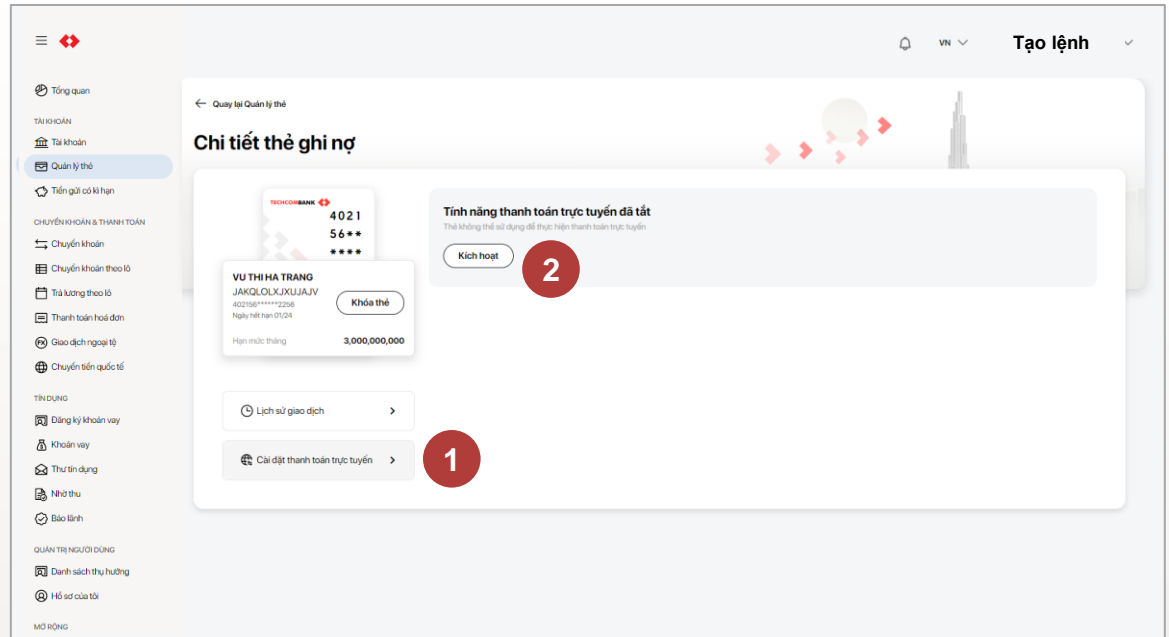 VN
Tạo lệnh
Tổng quan
TÀI KHOẢN
Tài khoản
Quản lý thẻ
Tiền gửi có kì hạn
CHUYỂN KHOẢN & THANH TOÁN
Chuyển khoản
Chuyển khoản theo lô
Trả lương theo lô
Thanh toán hoá đơn
FX Giao dịch ngoại tệ
Chuyển tiền quốc tế
TÍN DỤNG
Đăng ký khoản vay
Khoản vay
Thư tín dụng
Nhờ thu
Bảo lãnh
QUẢN TRỊ NGƯỜI DÙNG
Danh sách thụ hưởng
Hồ sơ của tôi
MỞ RỘNG
Quay lại Quản lý thẻ
Chi tiết thẻ ghi nợ
TECHCOMBANK
4021
56**
****
VU THI HA TRANG
JAKQLOLXJXUJAJV
402156******2256
Ngày hết hạn 01/24
Khóa thẻ
Hạn mức tháng 3,000,000,000
Lịch sử giao dịch
Cài đặt thanh toán trực tuyến
1
Tính năng thanh toán trực tuyến đã tắt
Thẻ không thể sử dụng để thực hiện thanh toán trực tuyến
Kích hoạt
2